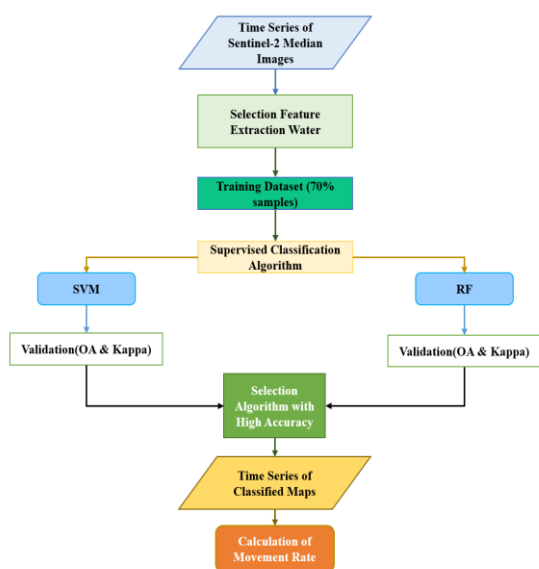 Time Series of
Sentinel-2 Median
Images
Selection Feature
Extraction Water
Training Dataset (70%
samples)
Supervised Classification
Algorithm
SVM
RF
Validation(OA & Kappa)
Validation(OA & Kappa)
Selection
Algorithm with
High Accuracy
Time Series of
Classified Maps
Calculation of
Movement Rate